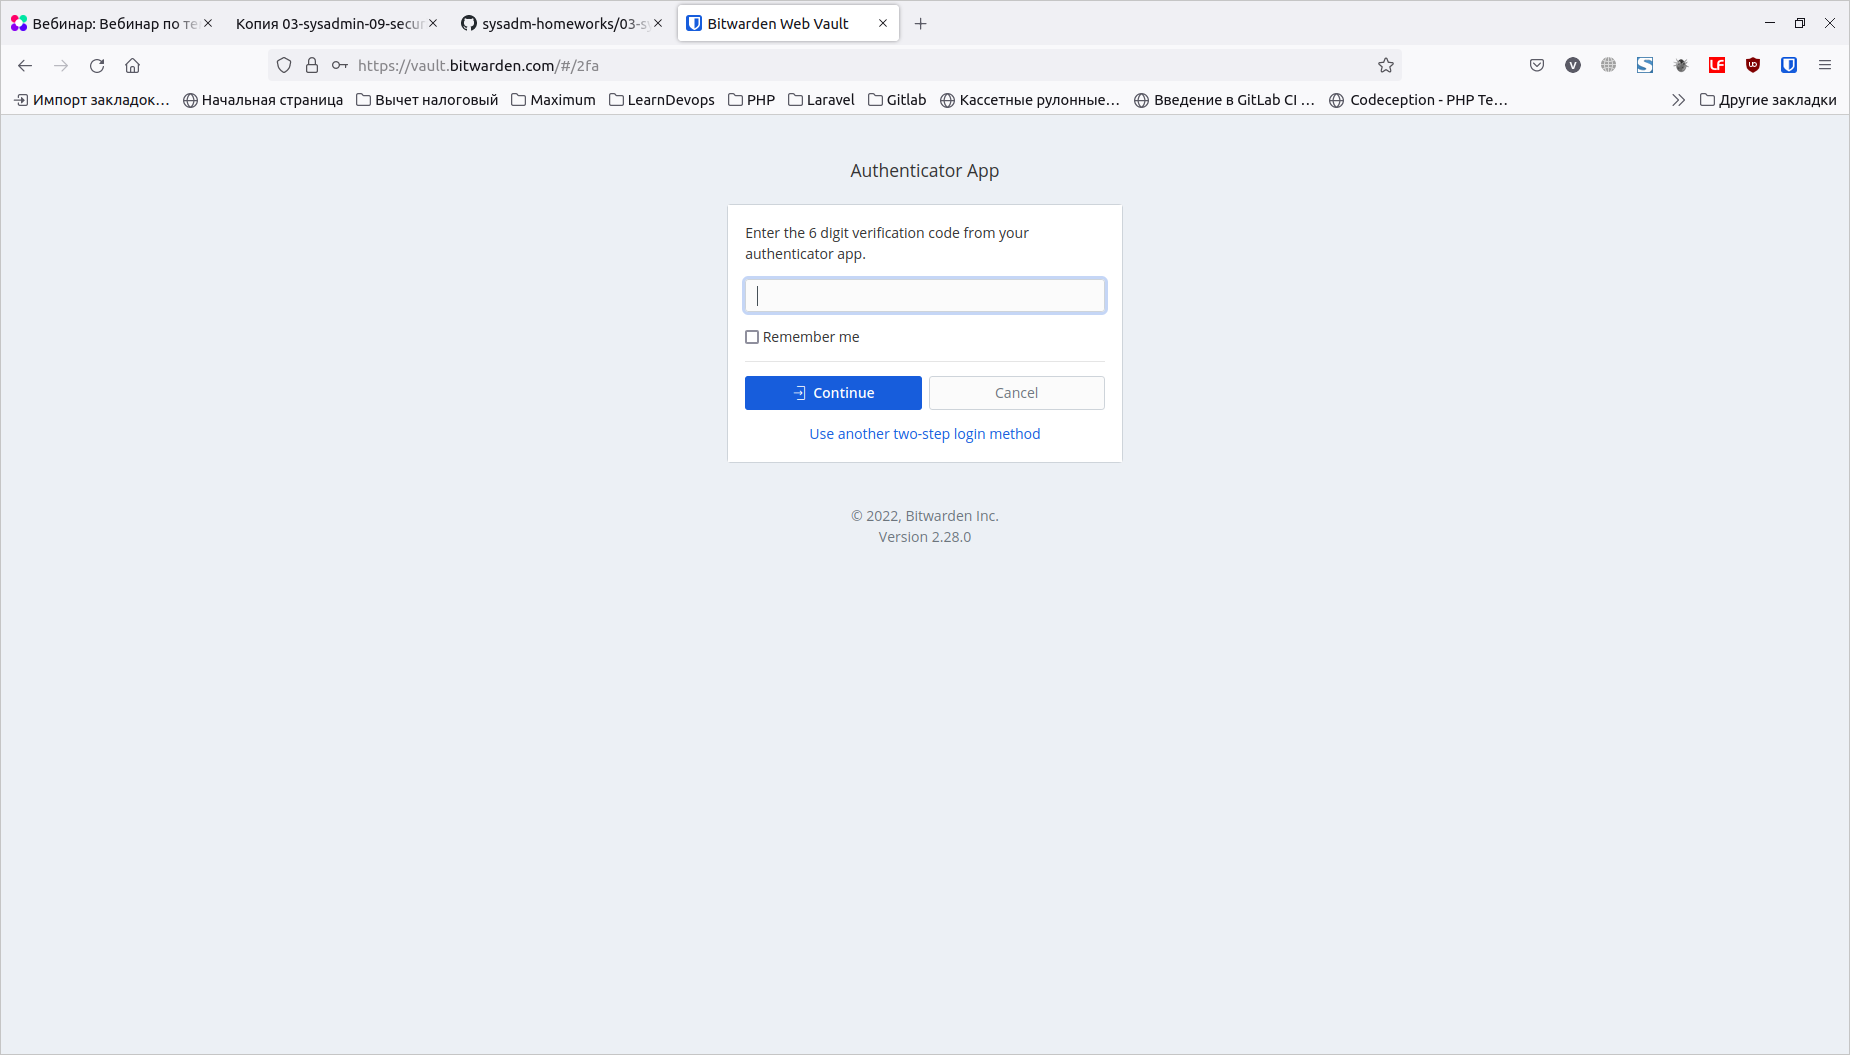 Вебинар: Вебинар по те
Копия 03-sysadmin-09-secur
sysadm-homeworks/03-sy
Bitwarden Web Vault
https://vault.bitwarden.com/#/2fa
Импорт закладок…
Начальная страница
Вычет налоговый
Maximum
LearnDevops
PHP
Laravel
Gitlab
Кассетные рулонные…
Введение в GitLab CI …
Codeception - PHP Te…
Другие закладки
Authenticator App
Enter the 6 digit verification code from your
authenticator app.
Remember me
Continue
Cancel
Use another two-step login method
© 2022, Bitwarden Inc.
Version 2.28.0